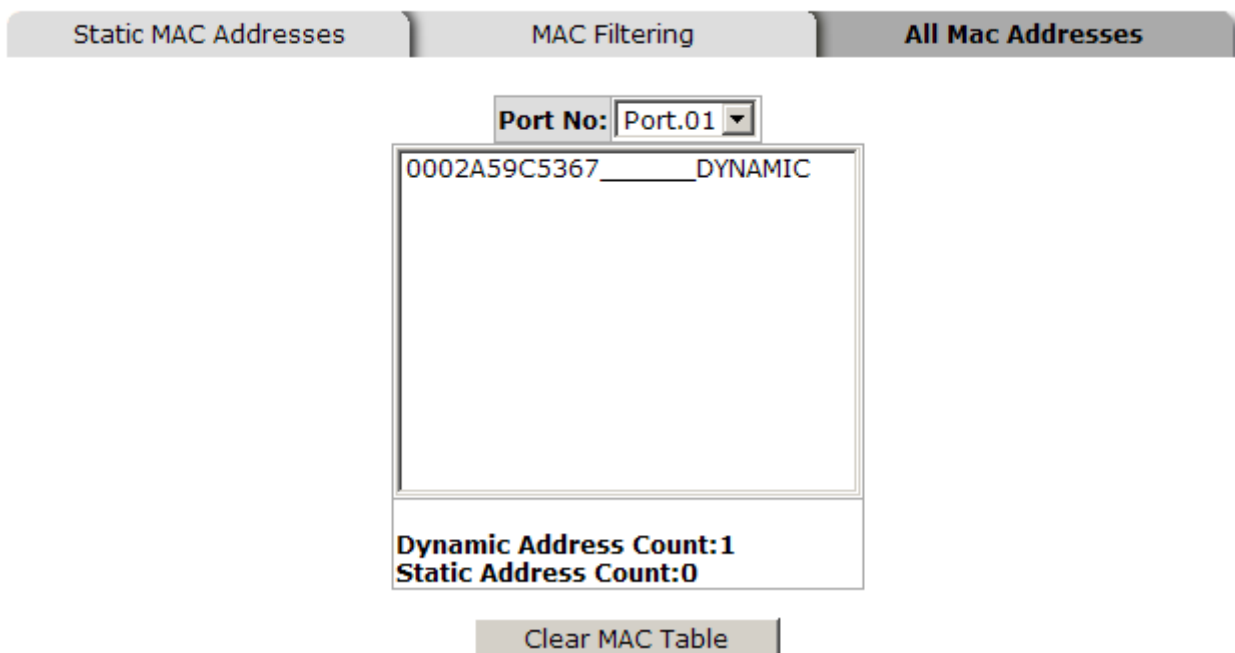 Static MAC Addresses MAC Filtering All Mac Addresses
Port No: Port.01
0002A59C5367______DYNAMIC
Dynamic Address Count:1
Static Address Count:0
Clear MAC Table